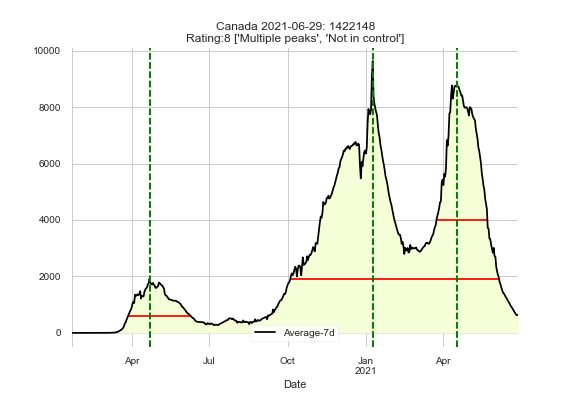 Canada 2021-06-29: 1422148
Rating:8 ['Multiple peaks', 'Not in control']
10000
8000
6000
4000
2000
0
Average-7d
Apr
Jul
Oct
Jan
2021
Apr
Date